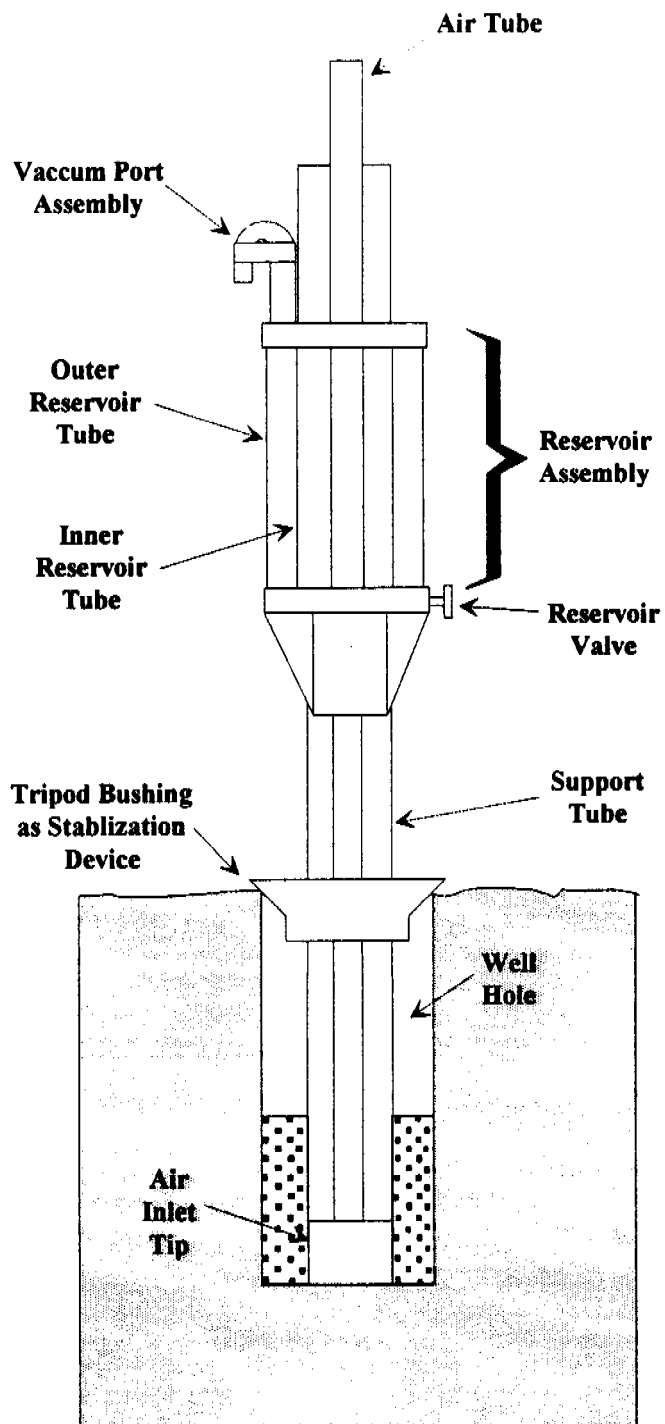 Air Tube
Vaccum Port
Assembly
Outer
Reservoir
Tube
Reservoir
Assembly
Inner
Reservoir
Tube
Reservoir
Valve
Tripod Bushing
as Stablization
Device
Support
Tube
Well
Hole
Air
Inlet
Tip